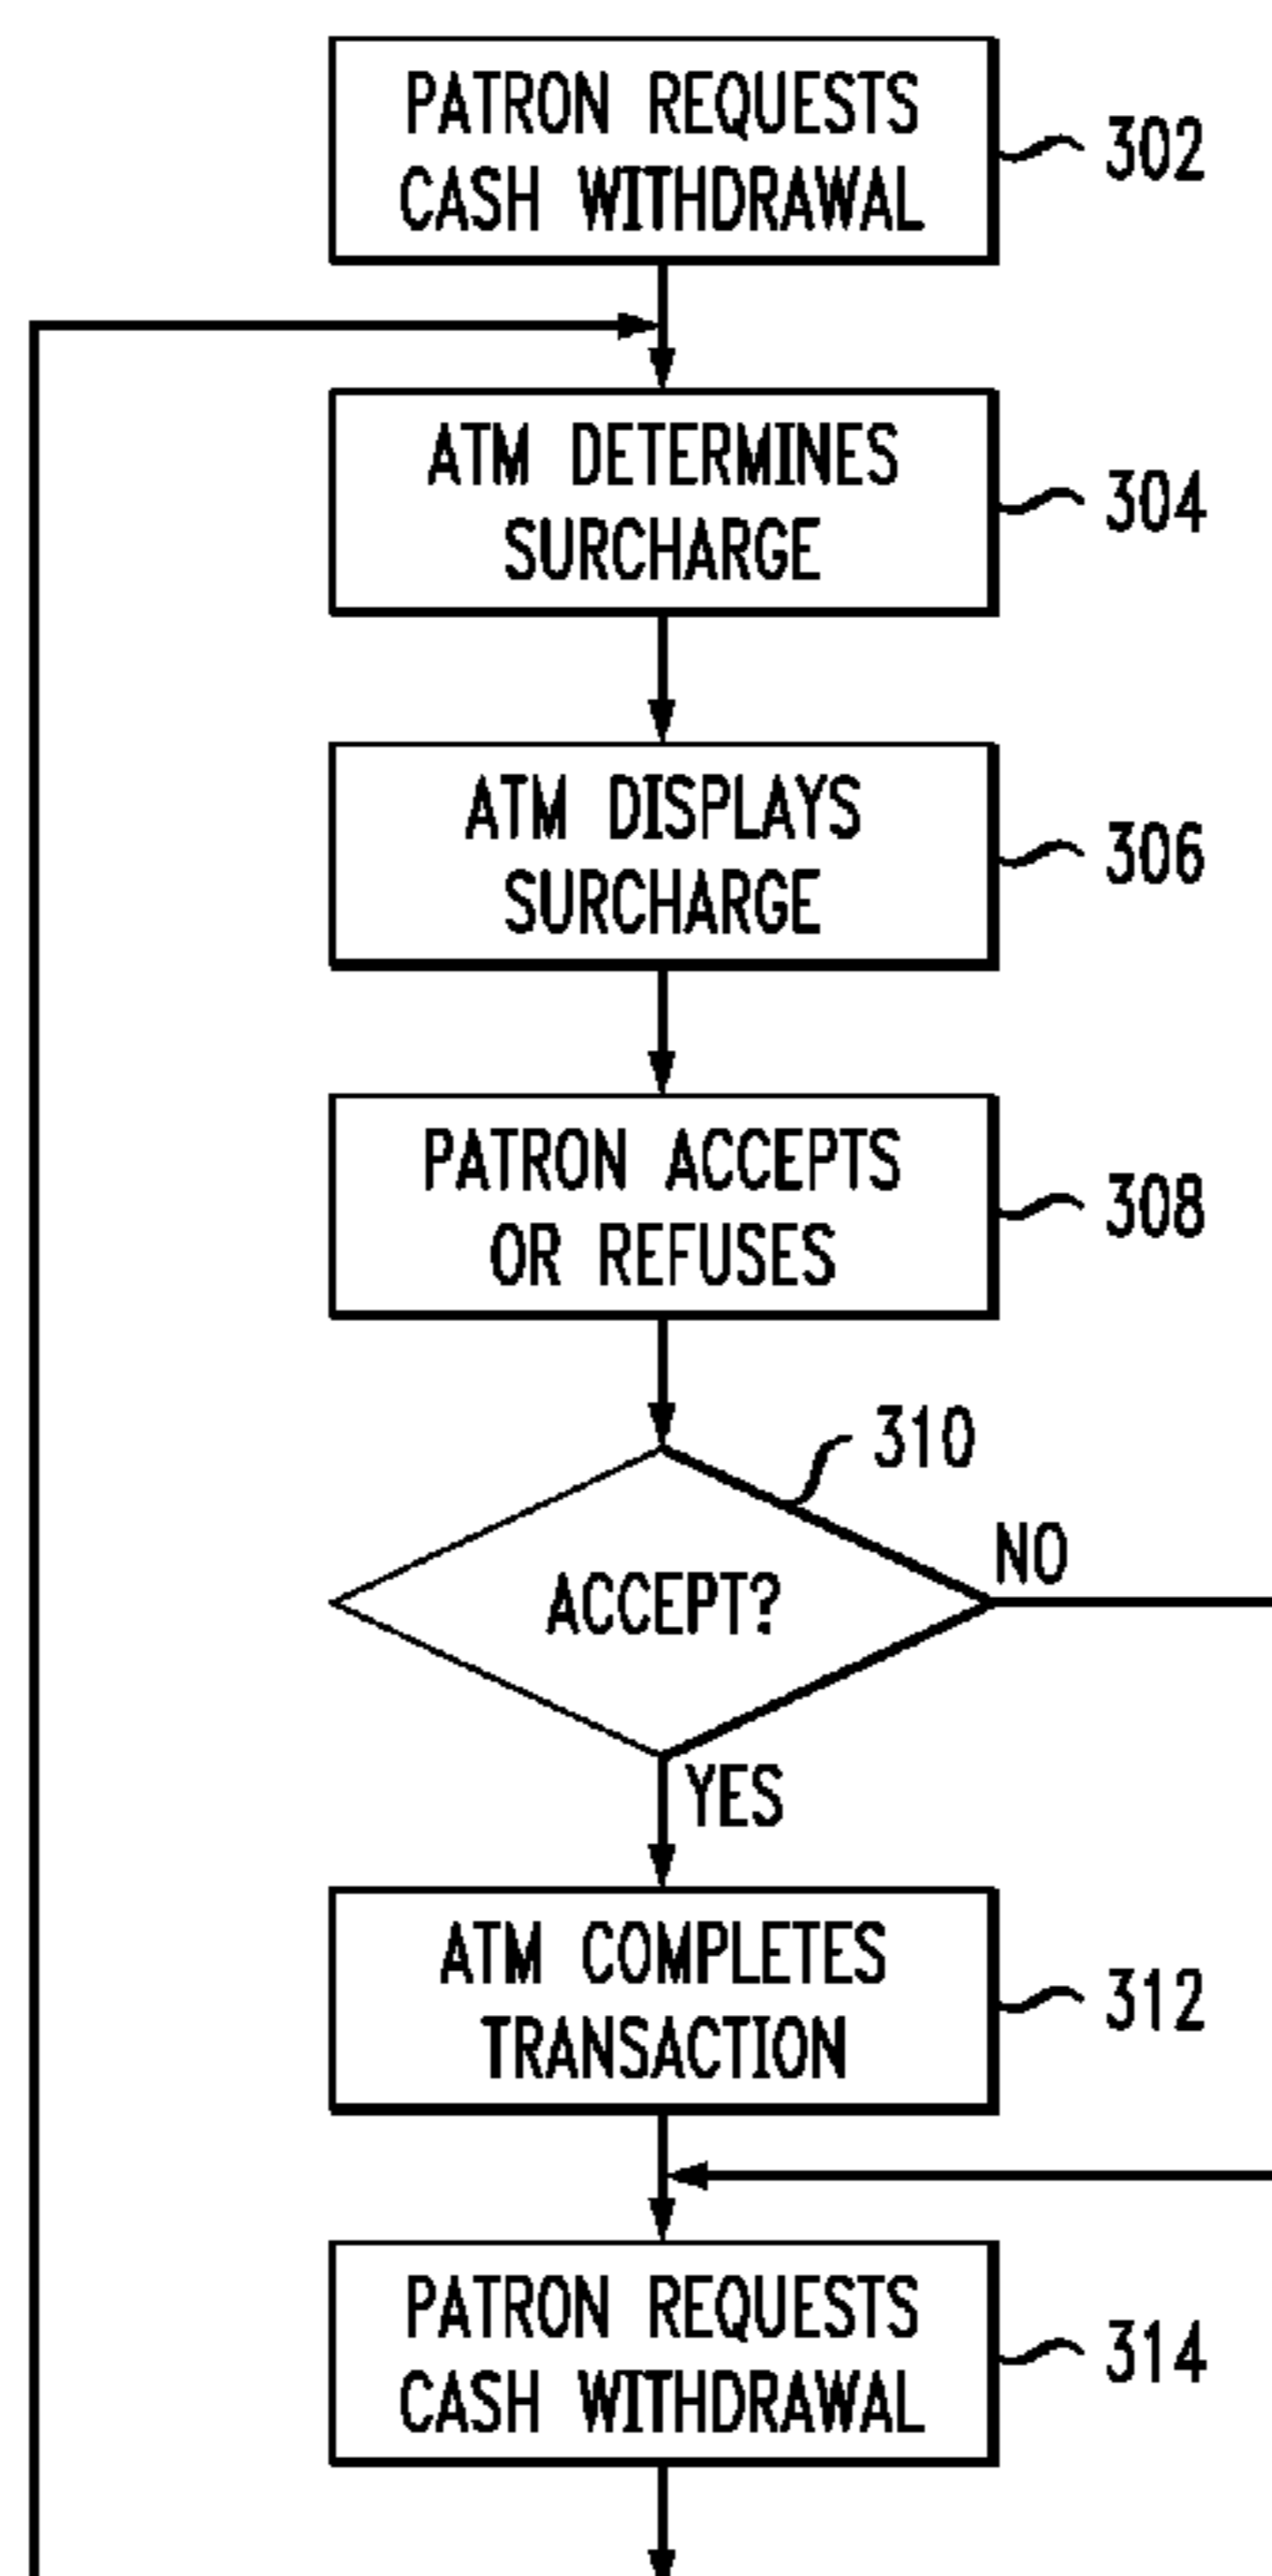 PATRON REQUESTS
CASH WITHDRAWAL
302
ATM DETERMINES
SURCHARGE
304
ATM DISPLAYS
SURCHARGE
306
PATRON ACCEPTS
OR REFUSES
308
310
ACCEPT?
NO
YES
ATM COMPLETES
TRANSACTION
312
PATRON REQUESTS
CASH WITHDRAWAL
314